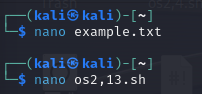 ┌──(kali㉿kali)-[~]
└─$ nano example.txt
┌──(kali㉿kali)-[~]
└─$ nano os2,13.sh